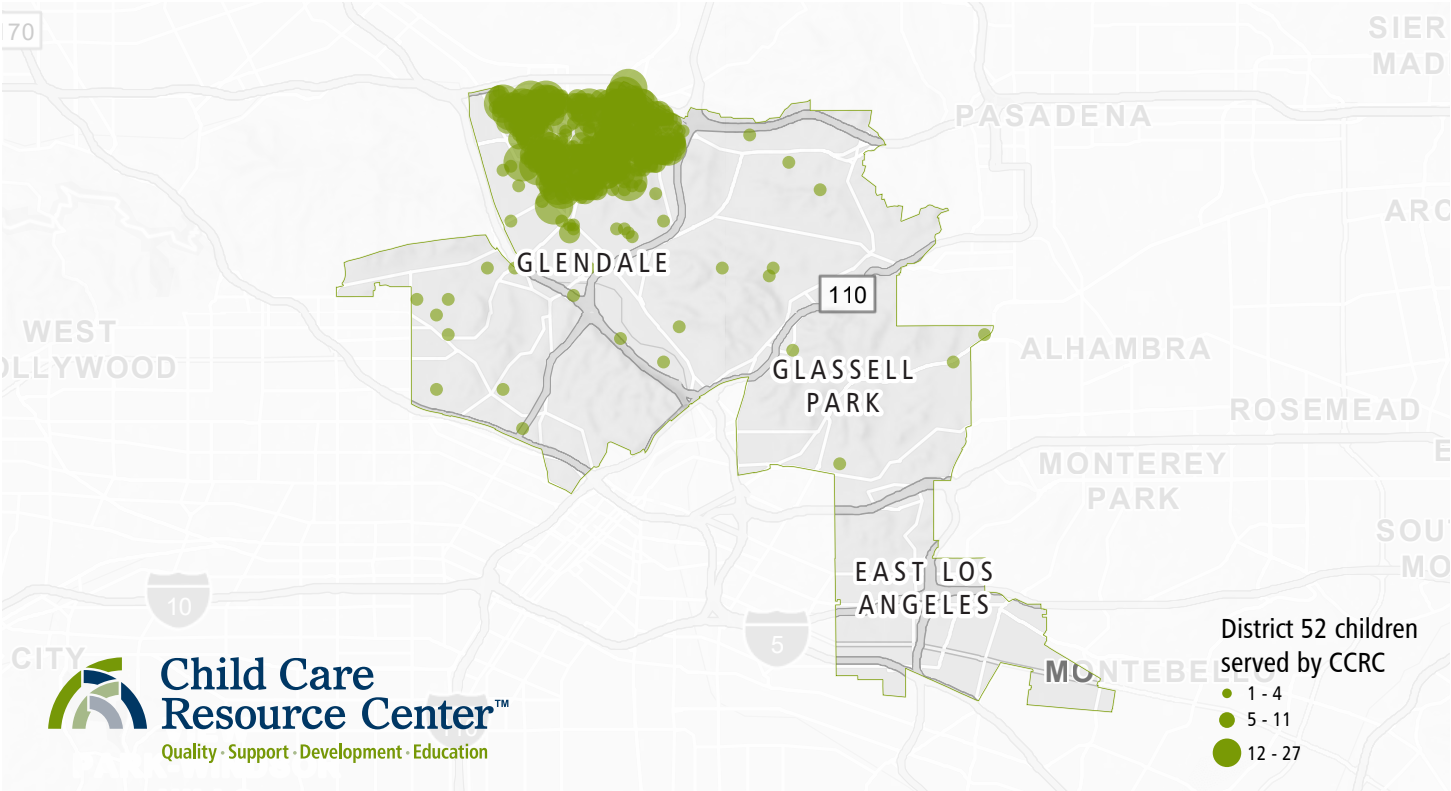 170
SIER
MAD
PASADENA
ARC
GLENDALE
110
WEST
OLLYWOOD
ALHAMBRA
GLASSELL
PARK
ROSEMEAD
MONTEREY
PARK
E
SOU
MO
EAST LOS
ANGELES
10
5
CITY
MONTEBELLO
District 52 children
served by CCRC
1 - 4
5 - 11
12 - 27
Child Care
Resource Center™
Quality · Support · Development · Education